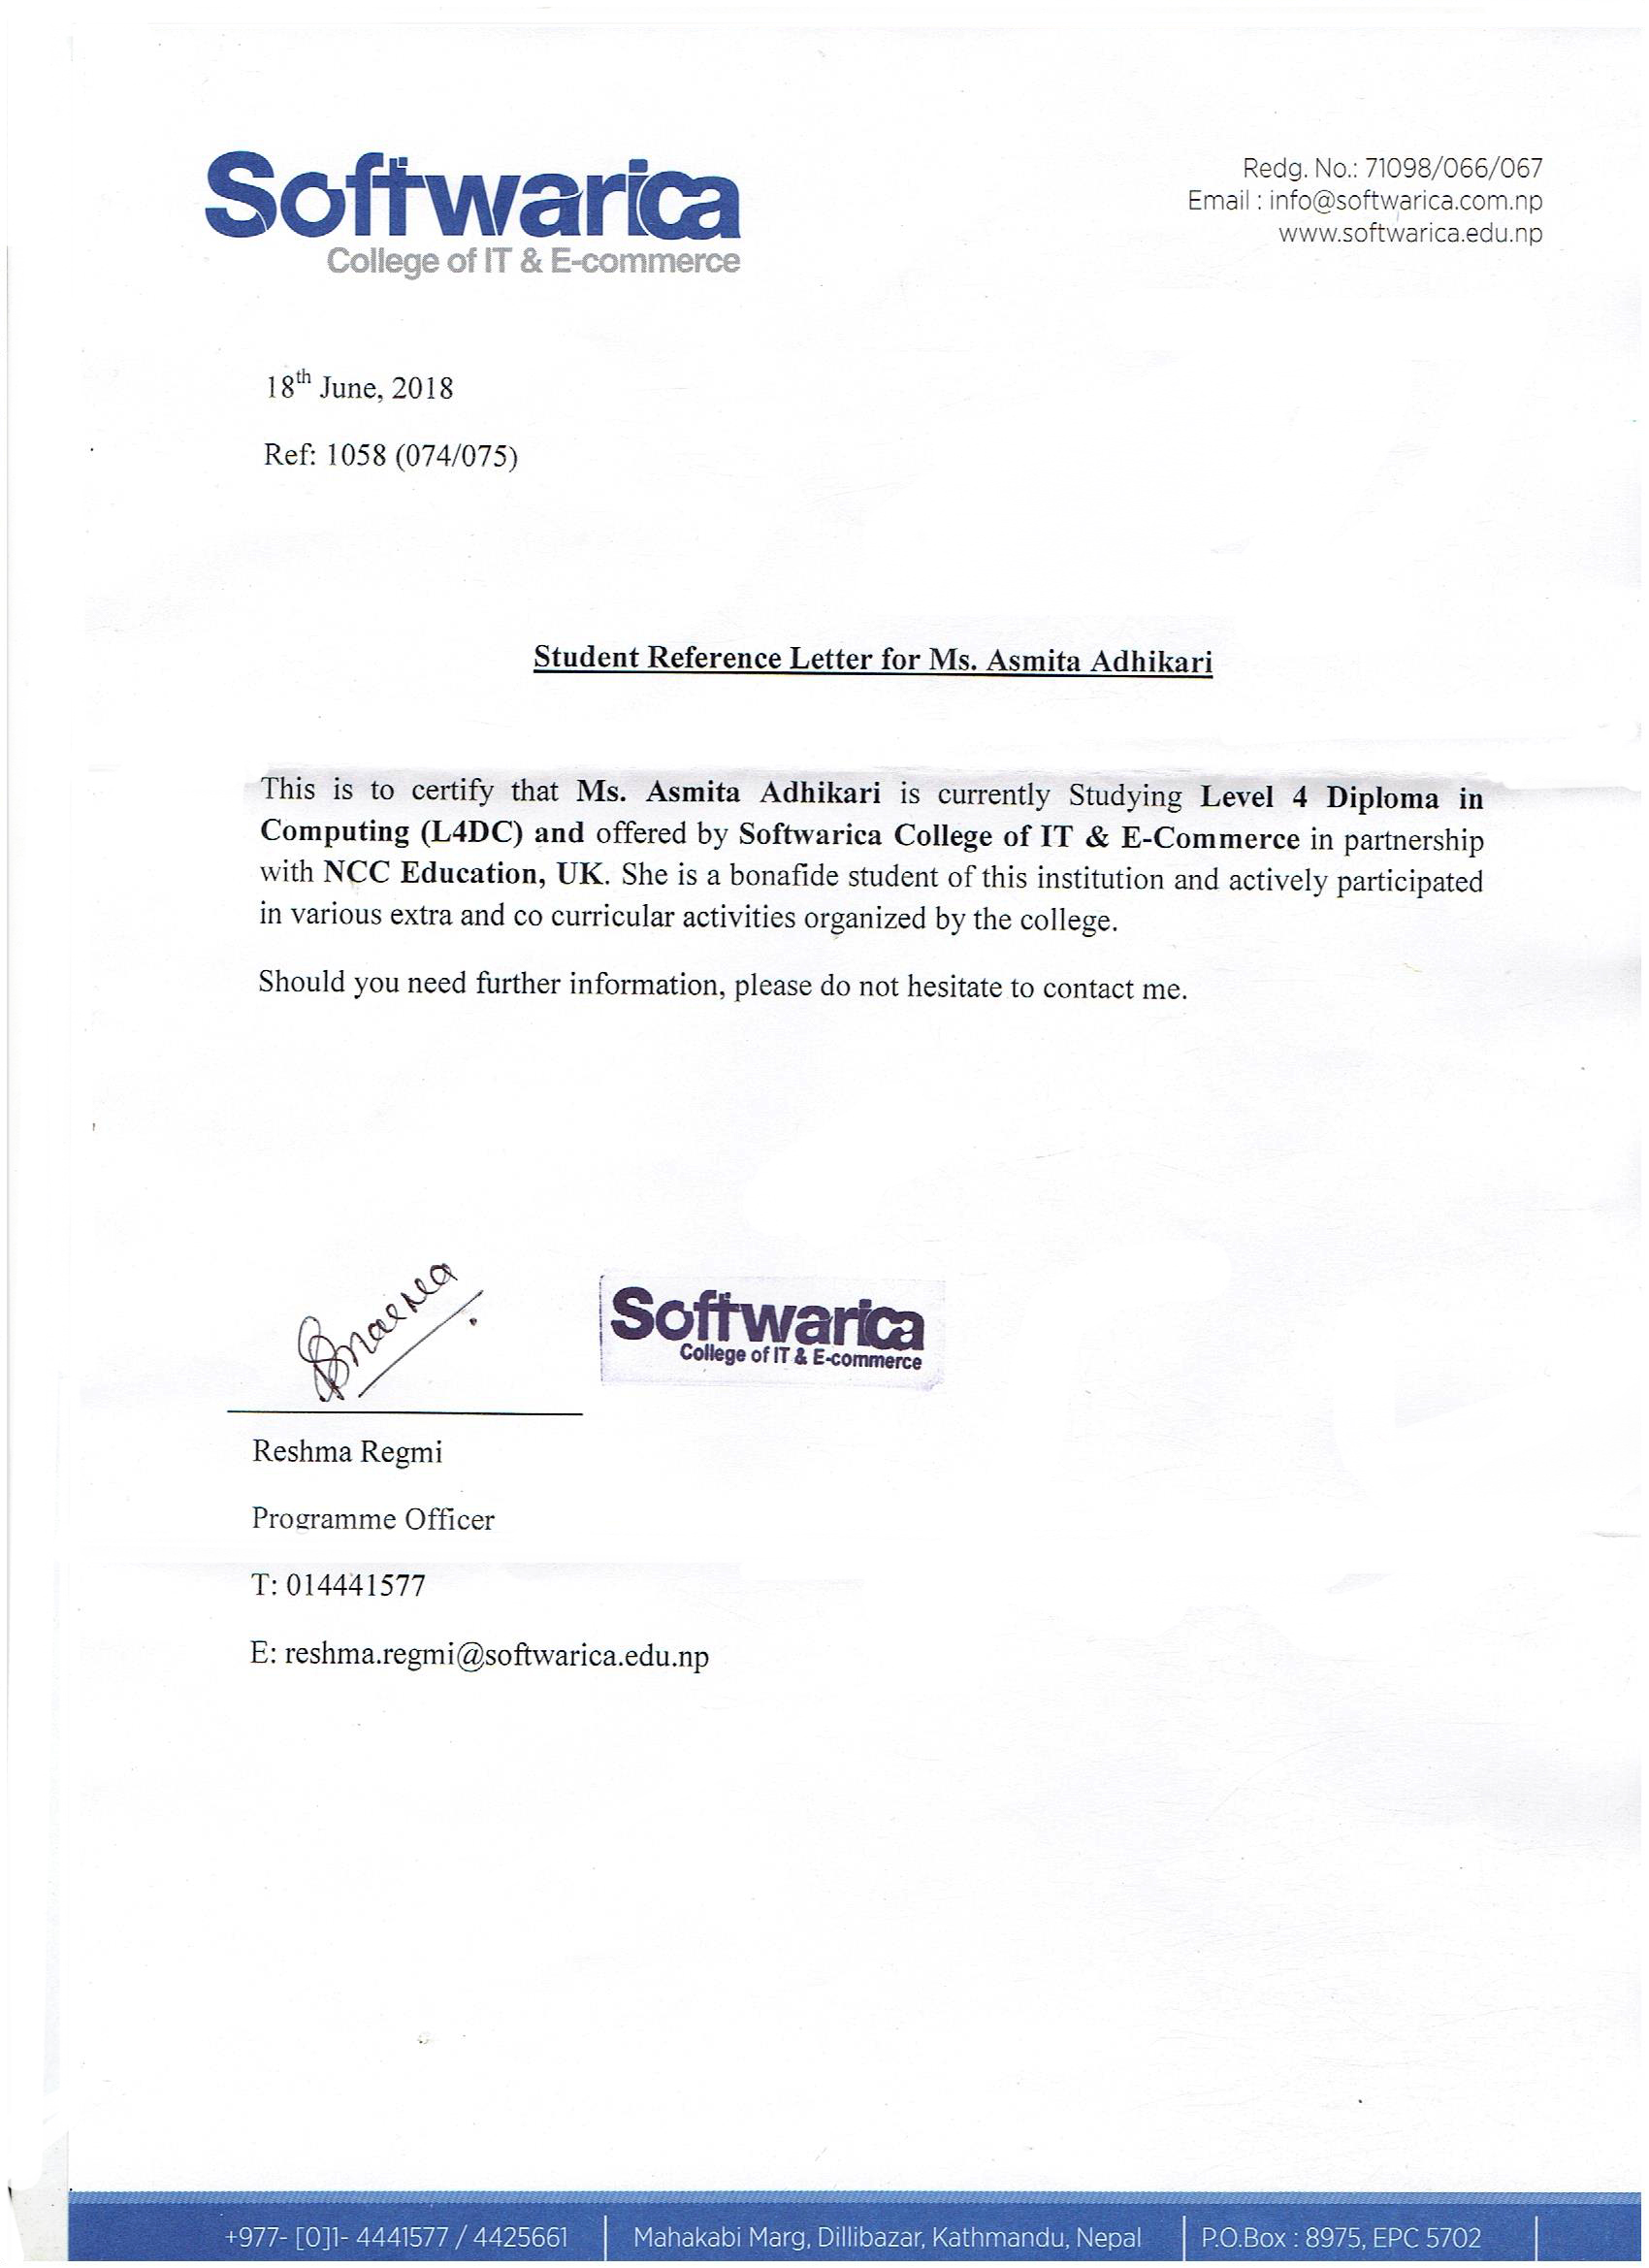 Softwarica
College of IT & E-commerce
Redg. No.: 71098/066/067
Email : info@softwarica.com.np
www.softwarica.edu.np
18th June, 2018
Ref: 1058 (074/075)
Student Reference Letter for Ms. Asmita Adhikari
This is to certify that Ms. Asmita Adhikari is currently Studying Level 4 Diploma in
Computing (L4DC) and offered by Softwarica College of IT & E-Commerce in partnership
with NCC Education, UK. She is a bonafide student of this institution and actively participated
in various extra and co curricular activities organized by the college.
Should you need further information, please do not hesitate to contact me.
Softwarica
College of IT & E-commerce
Reshma Regmi
Programme Officer
T: 014441577
E: reshma.regmi@softwarica.edu.np
+977- [0]1- 4441577 / 4425661
Mahakabi Marg, Dillibazar, Kathmandu, Nepal
P.O.Box : 8975, EPC 5702